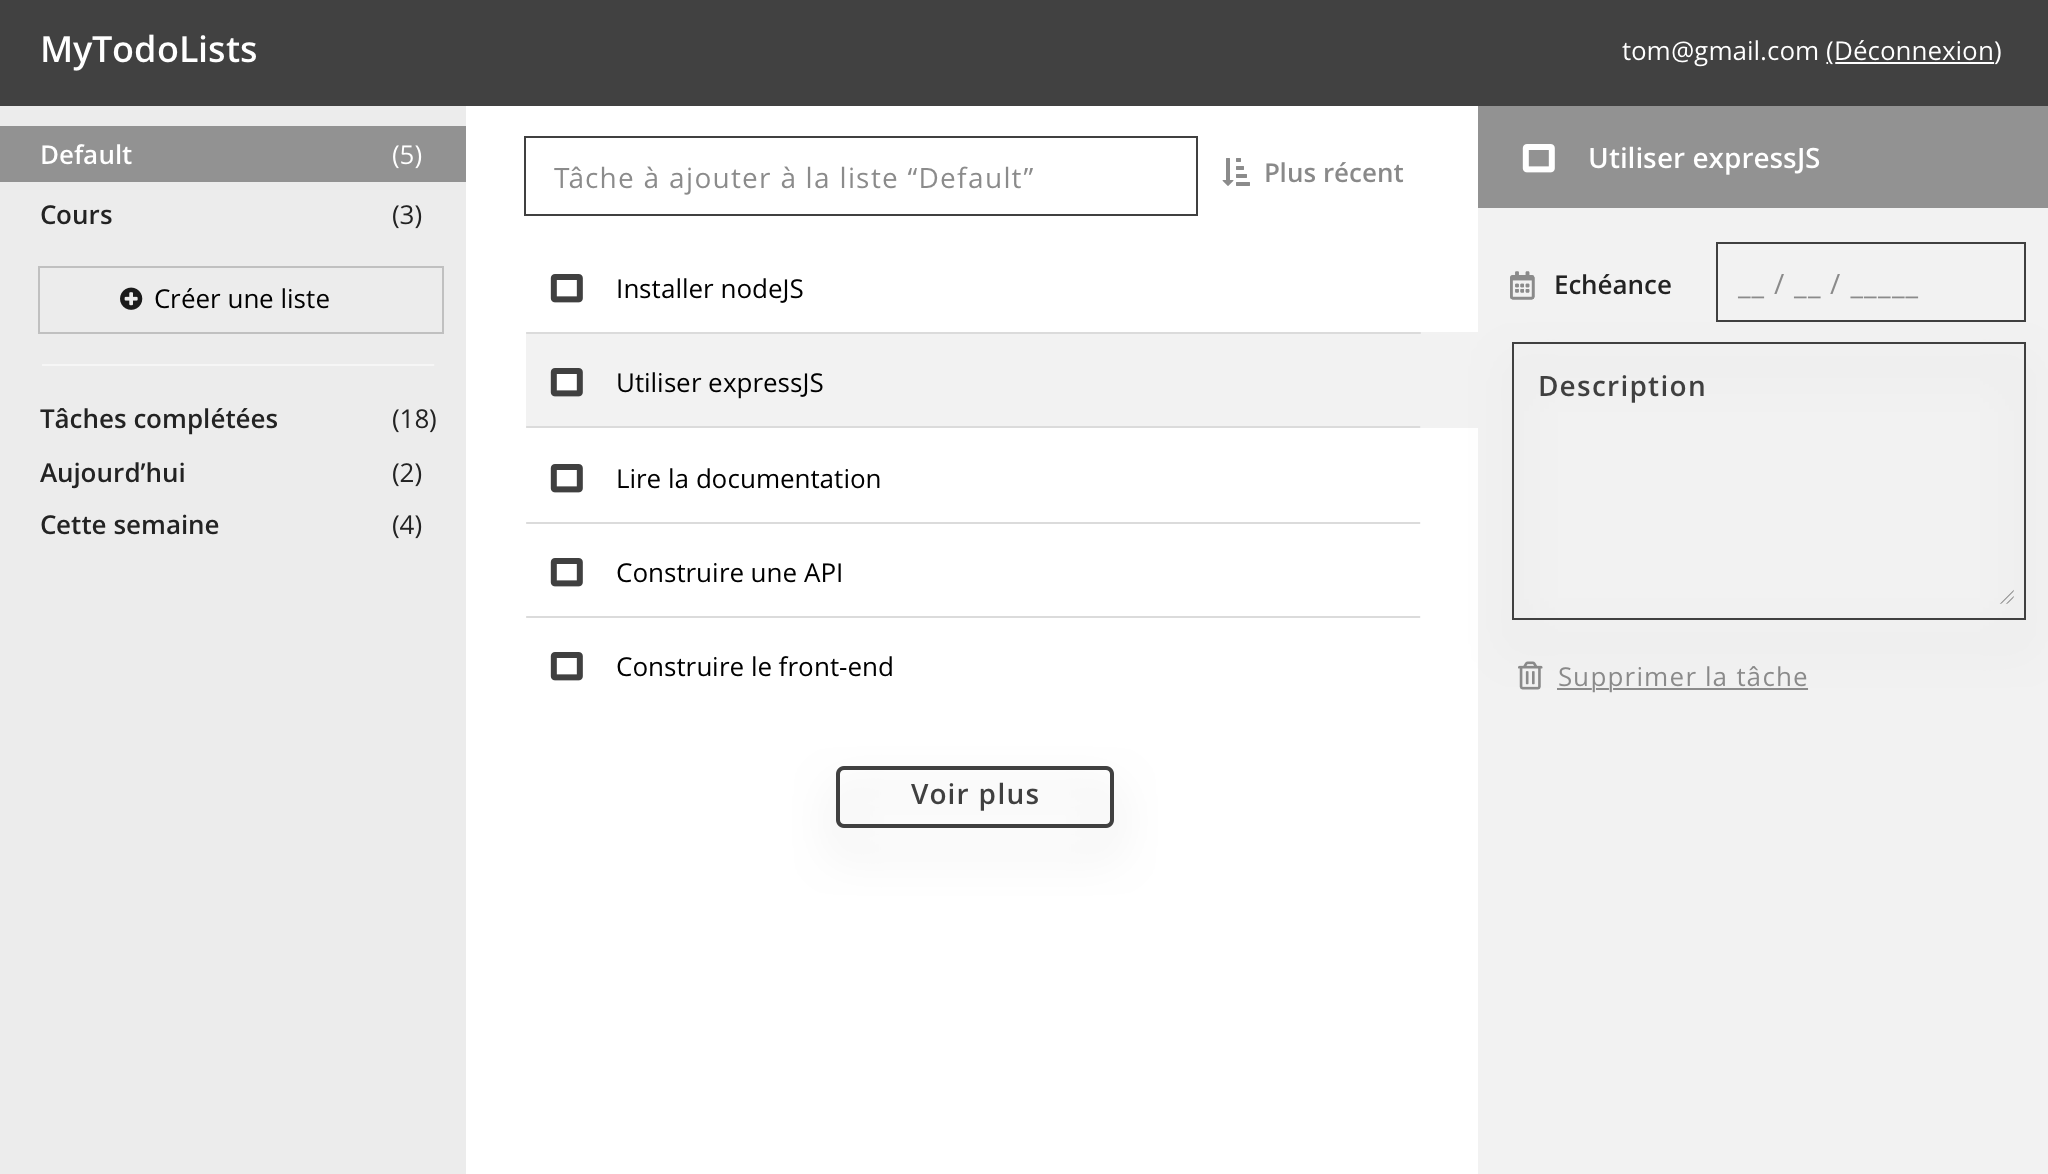 MyTodoLists
tom@gmail.com (Déconnexion)
Default (5)
Cours (3)
Créer une liste
Tâches complétées (18)
Aujourd’hui (2)
Cette semaine (4)
Tâche à ajouter à la liste “Default”
Plus récent
Installer nodeJS
Utiliser expressJS
Lire la documentation
Construire une API
Construire le front-end
Voir plus
Utiliser expressJS
Echéance
__ / __ / _____
Description
Supprimer la tâche